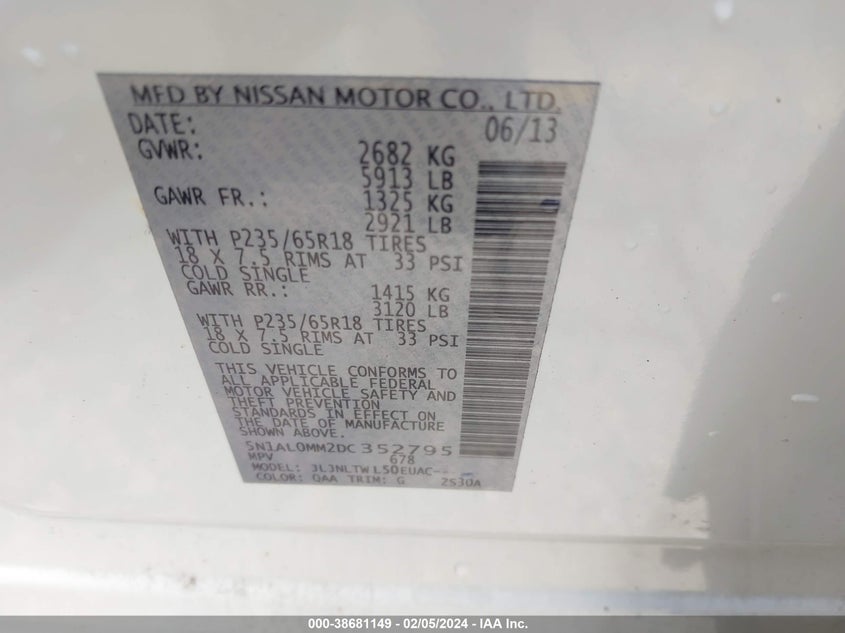 MFD BY NISSAN MOTOR CO., LTD.
DATE: 06/13
GVWR: 2682 KG
5913 LB
GAWR FR.: 1325 KG
2921 LB
WITH P235/65R18 TIRES
18 X 7.5 RIMS AT 33 PSI
COLD SINGLE
GAWR RR.: 1415 KG
3120 LB
WITH P235/65R18 TIRES
18 X 7.5 RIMS AT 33 PSI
COLD SINGLE
THIS VEHICLE CONFORMS TO
ALL APPLICABLE FEDERAL
MOTOR VEHICLE SAFETY AND
THEFT PREVENTION
STANDARDS IN EFFECT ON
THE DATE OF MANUFACTURE
SHOWN ABOVE.
5N1AL0MM2DC352795
MPV 678
MODEL: JLJNLTWL50EUAC--
COLOR: QAA TRIM: G 2S30A
000-38681149 - 02/05/2024 - IAA Inc.